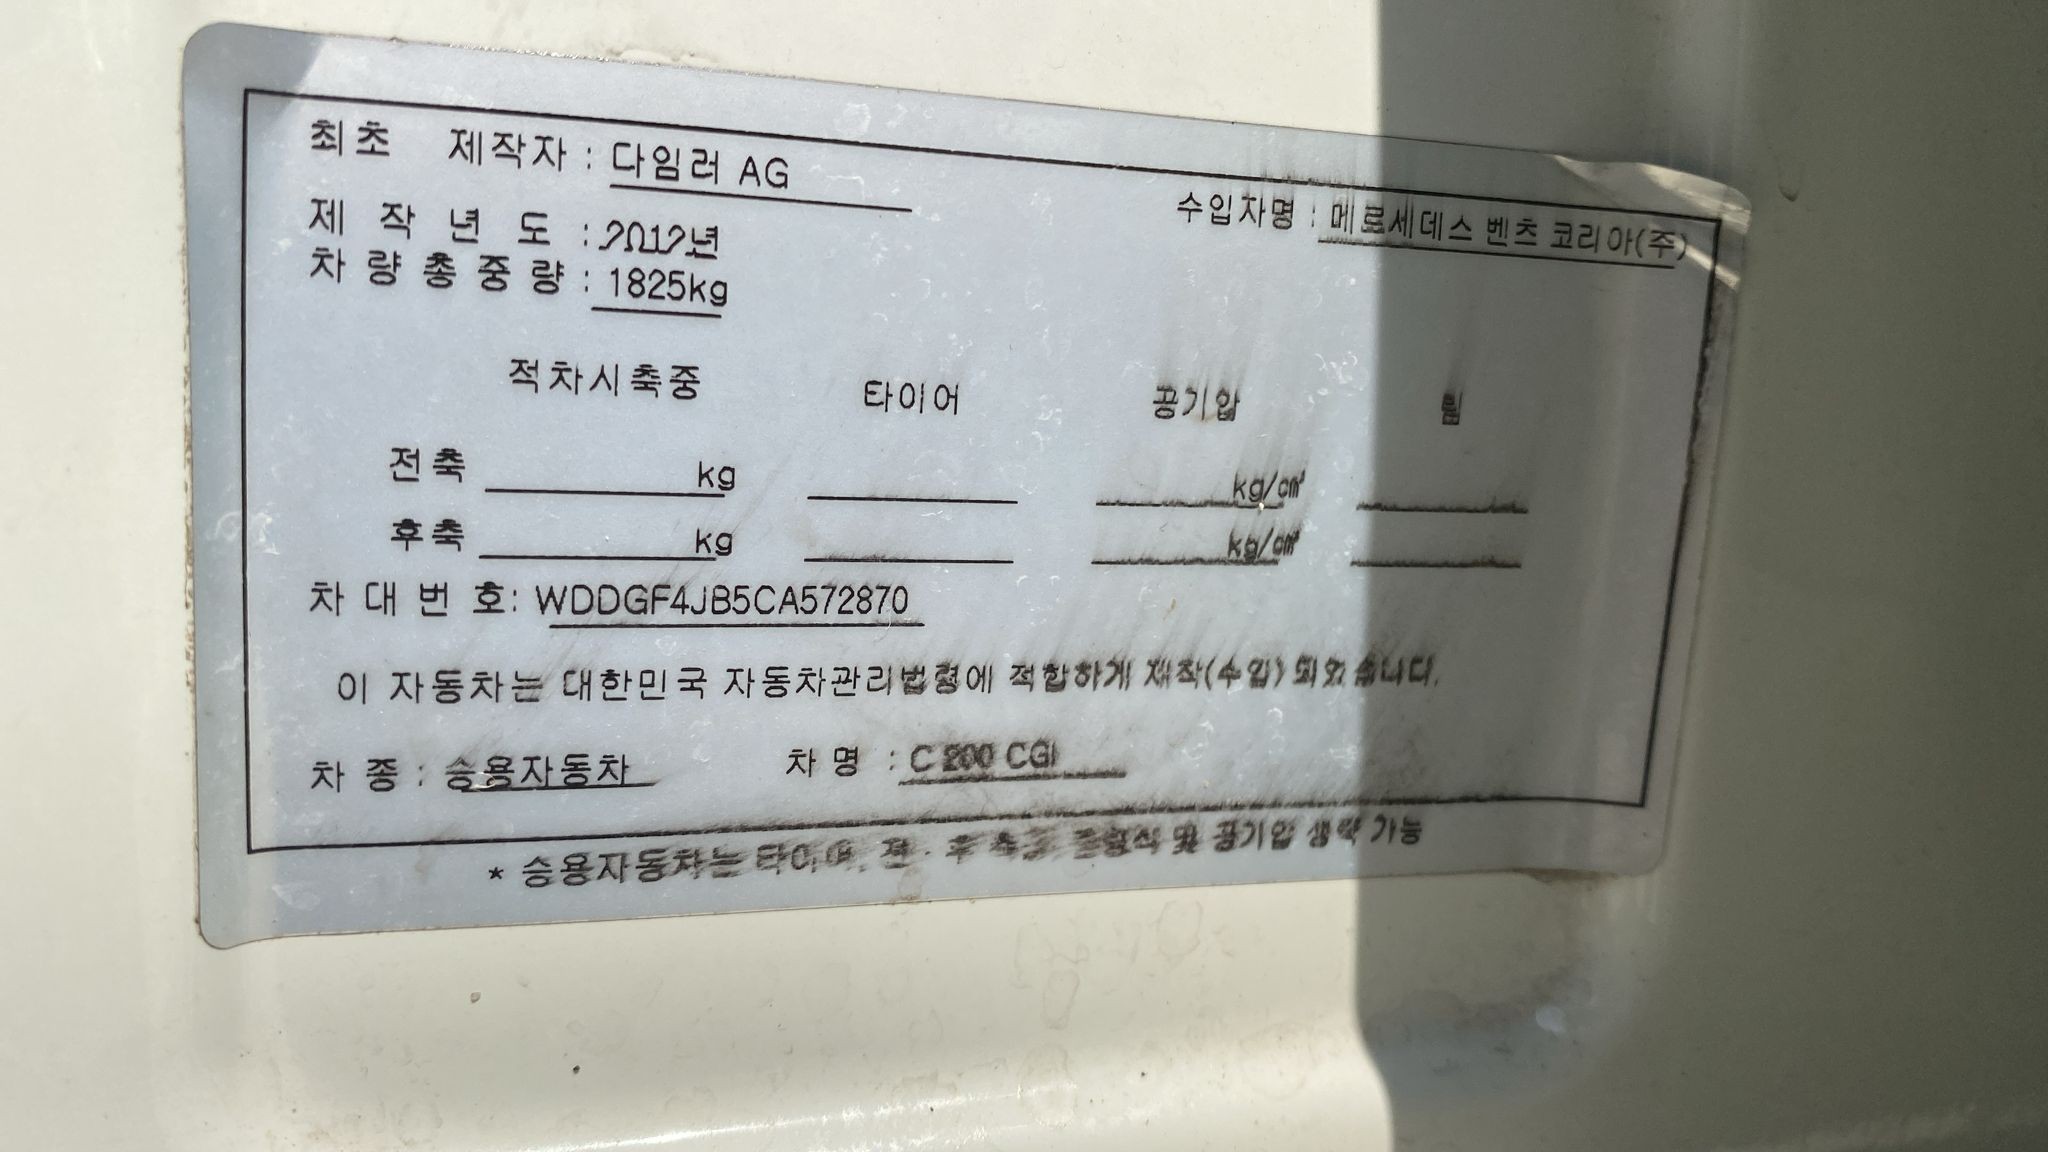 최초 제작자 : 다임러 AG
수입자명 : 메르세데스 벤츠 코리아(주)
제 작 년 도 : 2012년
차 량 총 중 량 : 1825kg
적차시축중 타이어 공기압 림
전축 kg kg/cm²
후축 kg kg/cm²
차 대 번 호: WDDGF4JB5CA572870
이 자동차는 대한민국 자동차관리법령에 적합하게 제작(수입) 되었습니다.
차 종 : 승용자동차 차 명 : C 200 CGI
* 승용자동차는 타이어, 전 · 후 및 공기압 생략 가능